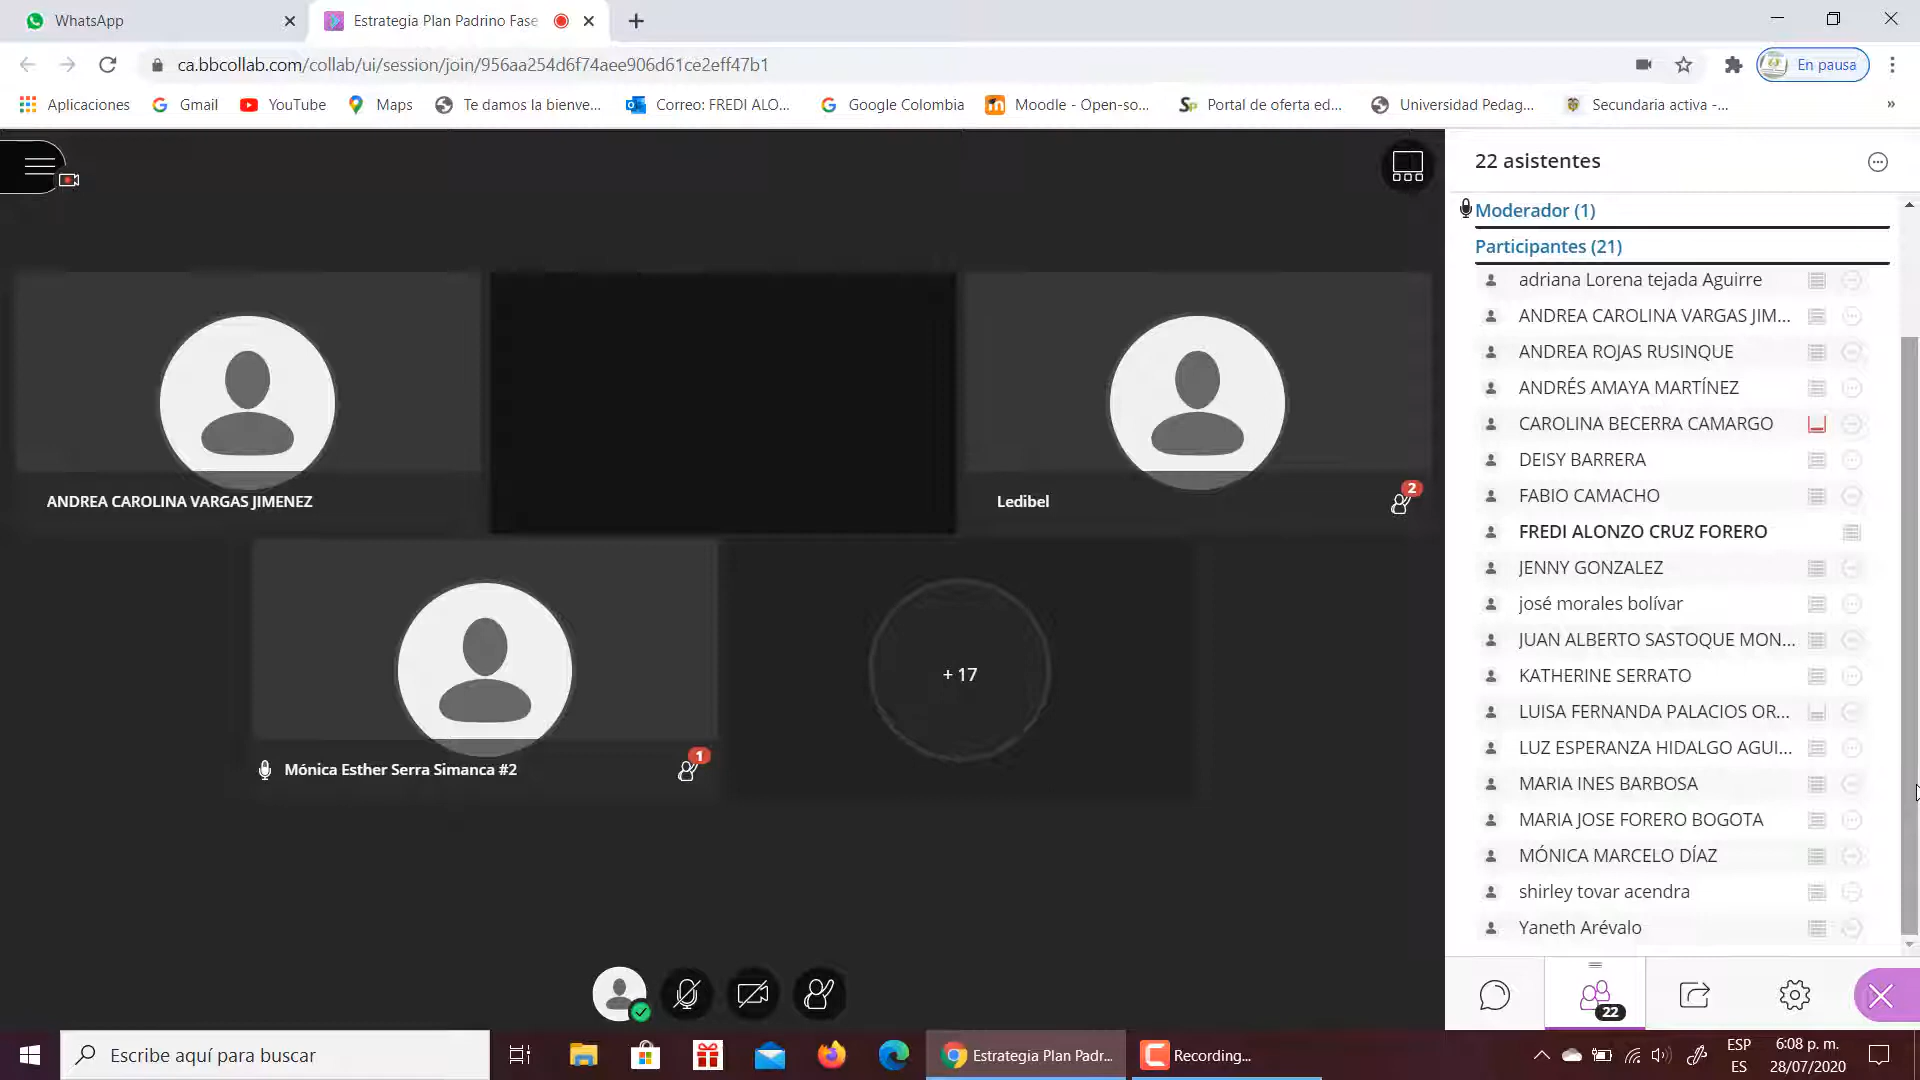 WhatsApp
Estrategia Plan Padrino Fase
ca.bbcollab.com/collab/ui/session/join/956aa254d6f74aee906d61ce2eff47b1
En pausa
Aplicaciones
Gmail
YouTube
Maps
Te damos la bienve...
Correo: FREDI ALO...
Google Colombia
Moodle - Open-so...
Portal de oferta ed...
Universidad Pedag...
Secundaria activa -...
»
22 asistentes
Moderador (1)
Participantes (21)
adriana Lorena tejada Aguirre
ANDREA CAROLINA VARGAS JIM...
ANDREA ROJAS RUSINQUE
ANDRÉS AMAYA MARTÍNEZ
CAROLINA BECERRA CAMARGO
DEISY BARRERA
FABIO CAMACHO
FREDI ALONZO CRUZ FORERO
JENNY GONZALEZ
josé morales bolívar
JUAN ALBERTO SASTOQUE MON...
KATHERINE SERRATO
LUISA FERNANDA PALACIOS OR...
LUZ ESPERANZA HIDALGO AGUI...
MARIA INES BARBOSA
MARIA JOSE FORERO BOGOTA
MÓNICA MARCELO DÍAZ
shirley tovar acendra
Yaneth Arévalo
22
ANDREA CAROLINA VARGAS JIMENEZ
Ledibel
2
Mónica Esther Serra Simanca #2
1
+ 17
Escribe aquí para buscar
Estrategia Plan Padr...
Recording...
ESP
ES
6:08 p. m.
28/07/2020